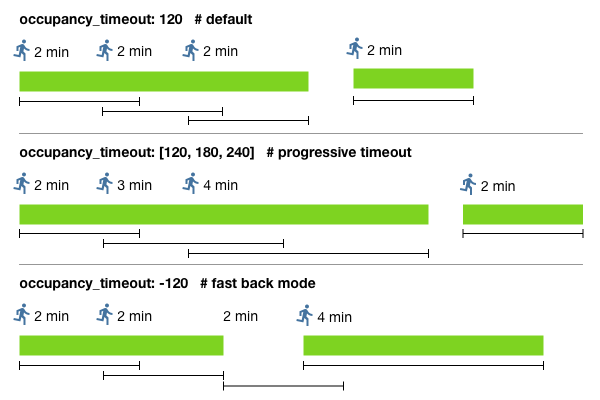 occupancy_timeout: 120 # default
2 min 2 min 2 min 2 min
occupancy_timeout: [120, 180, 240] # progressive timeout
2 min 3 min 4 min 2 min
occupancy_timeout: -120 # fast back mode
2 min 2 min 2 min 4 min